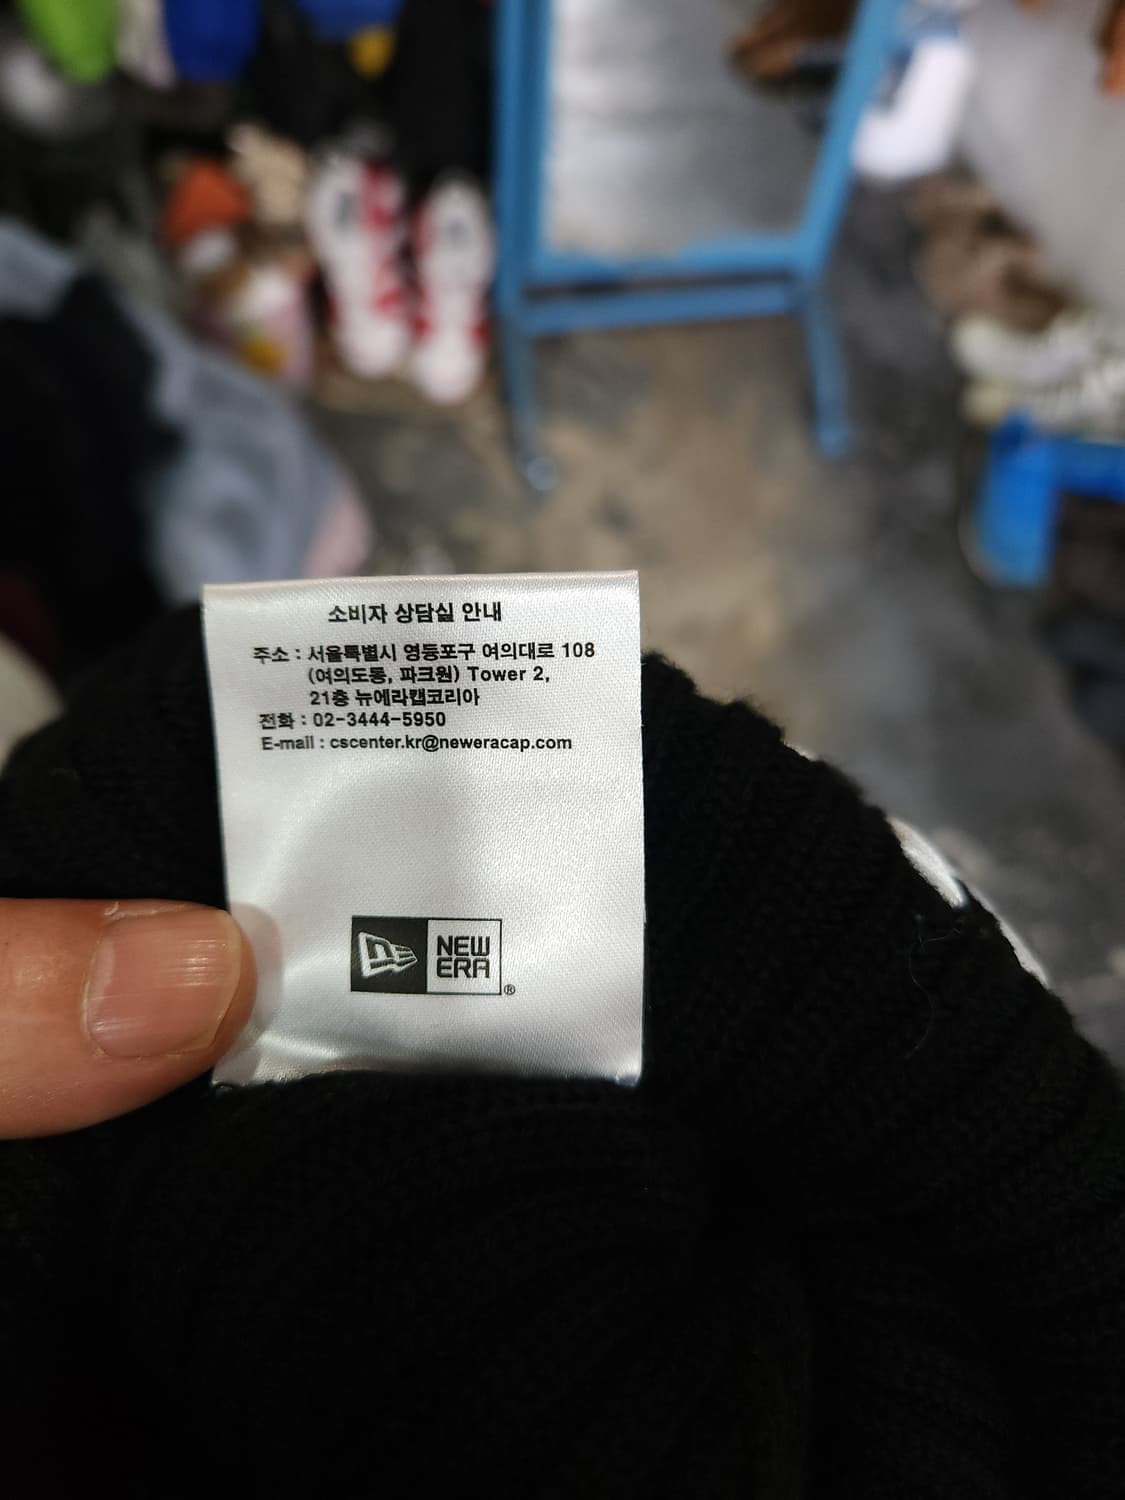 소비자 상담실 안내
주소 : 서울특별시 영등포구 여의대로 108
(여의도동, 파크원) Tower 2,
21층 뉴에라캡코리아
전화 : 02-3444-5950
E-mail : cscenter.kr@neweracap.com
NEW
ERA
®